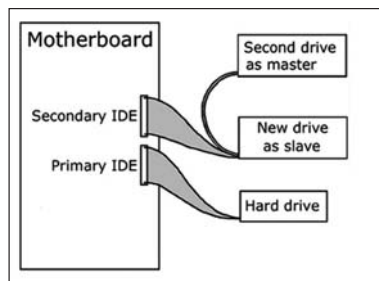 Motherboard
Second drive
as master
Secondary IDE
New drive
as slave
Primary IDE
Hard drive